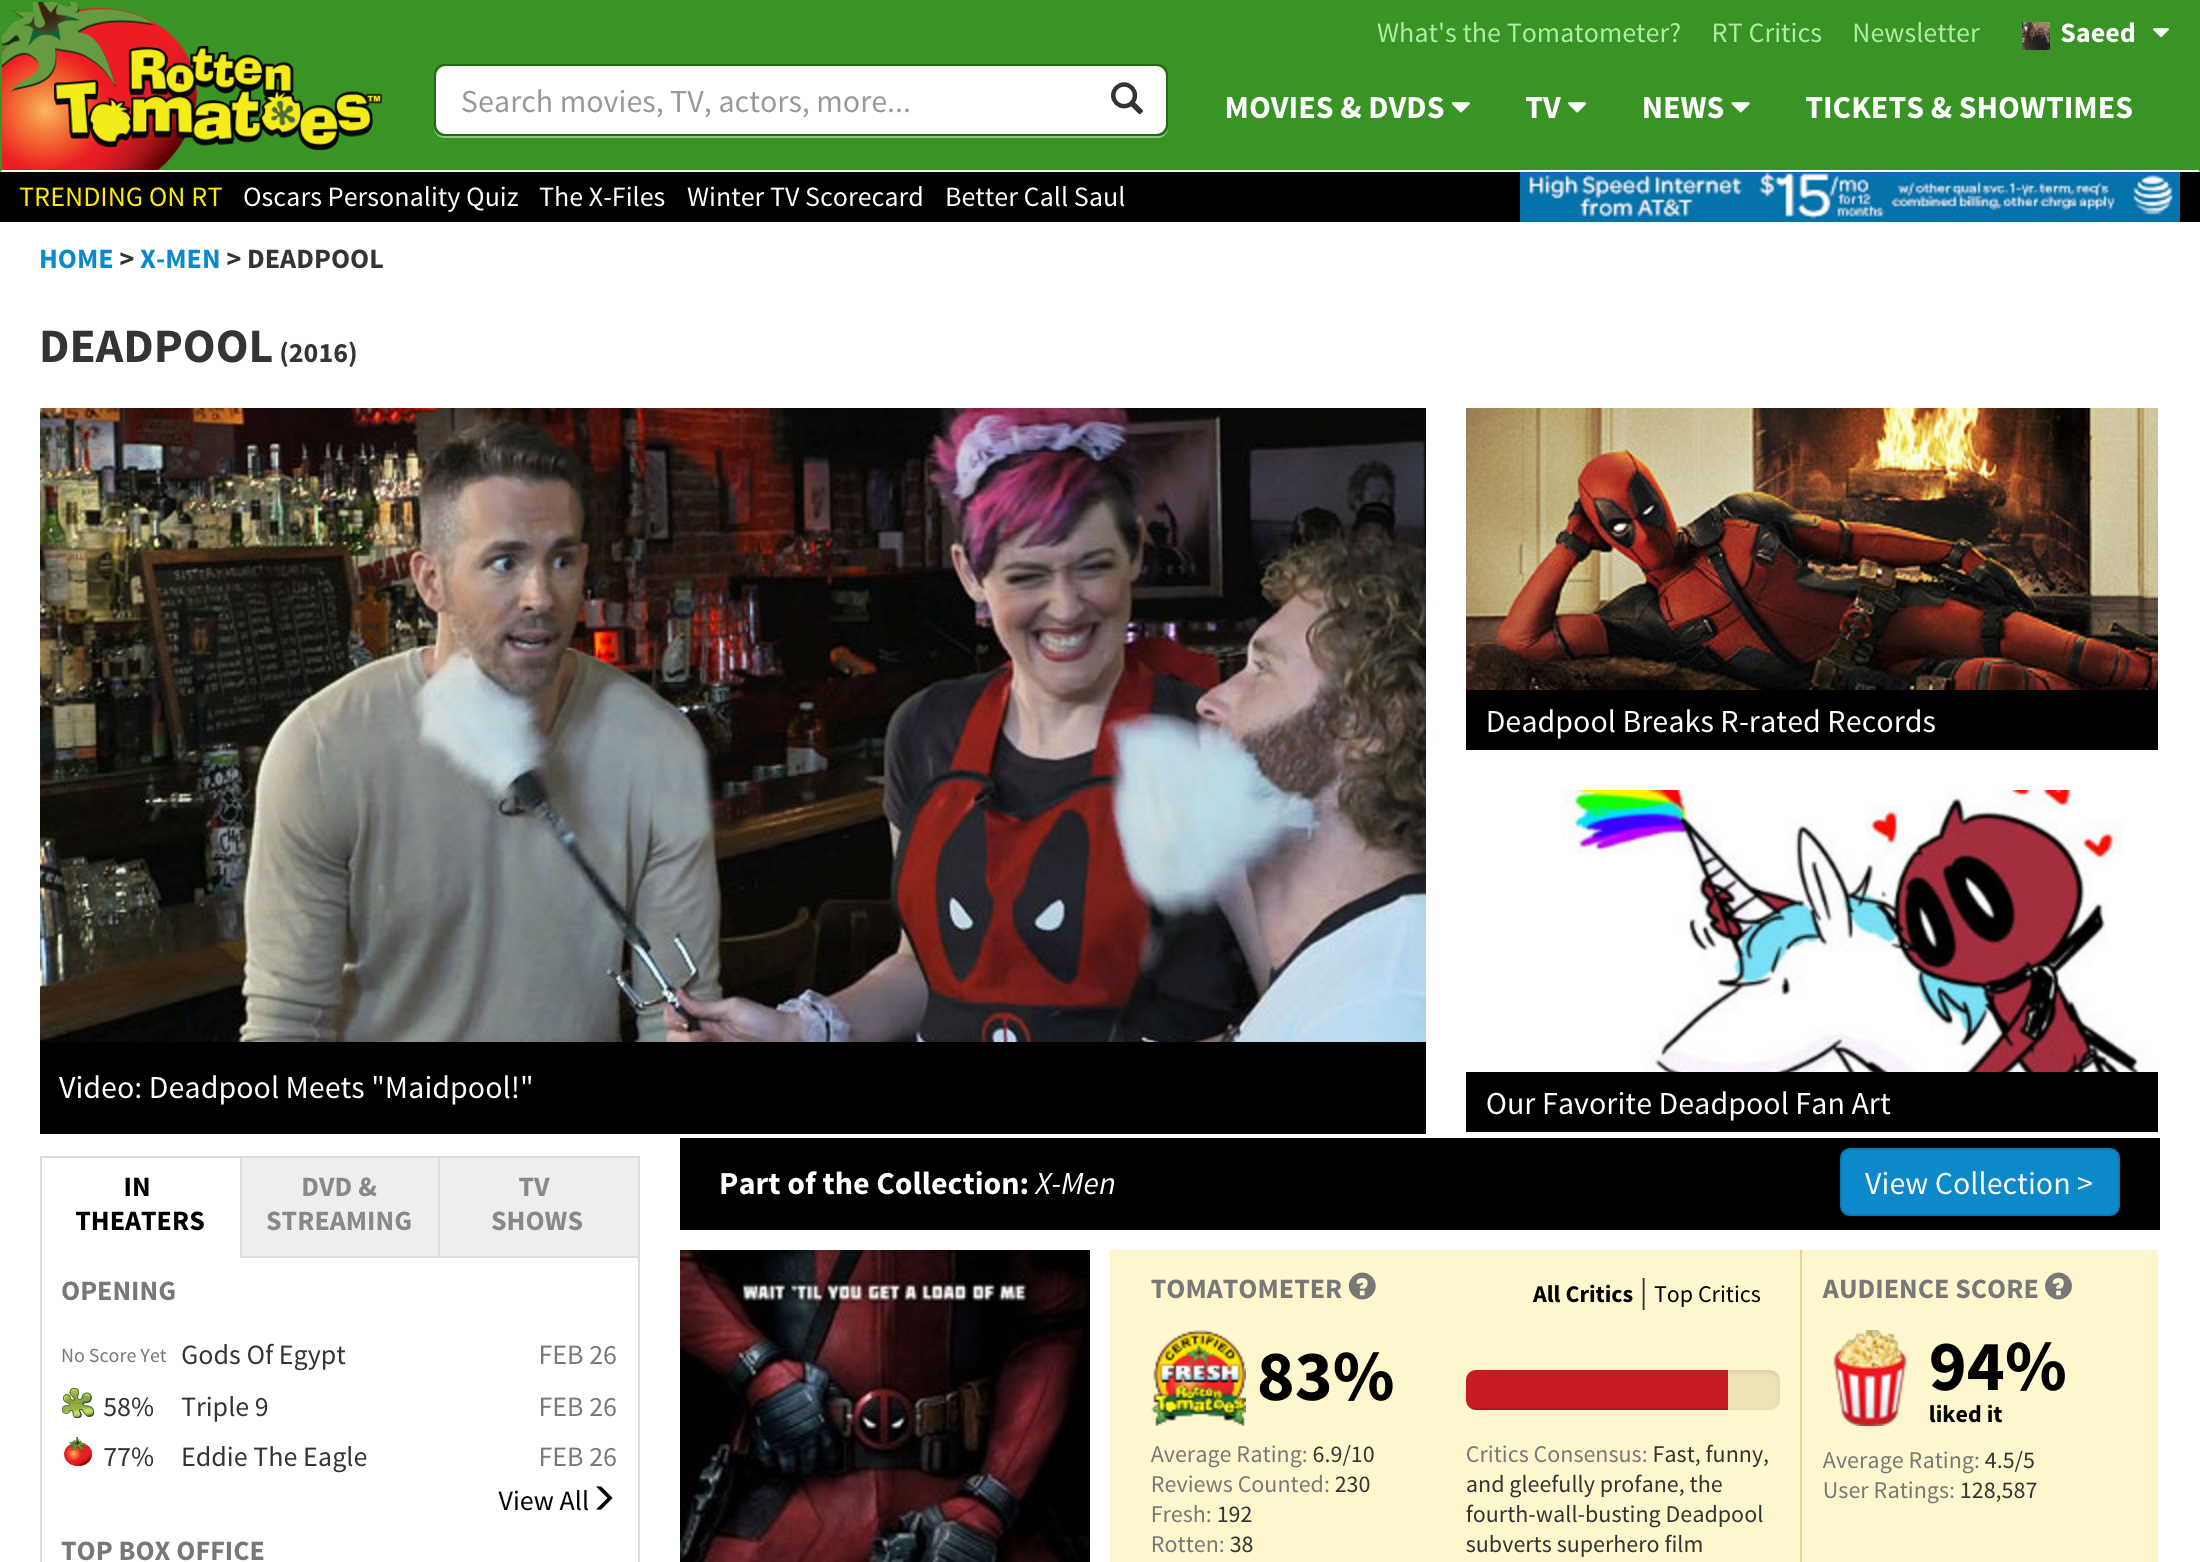 What's the Tomatometer? RT Critics Newsletter Saeed
Rotten
Tomatoes™
Search movies, TV, actors, more...
MOVIES & DVDS TV NEWS TICKETS & SHOWTIMES
TRENDING ON RT Oscars Personality Quiz The X-Files Winter TV Scorecard Better Call Saul
High Speed Internet
from AT&T
$15/mo
for 12
months
w/other qual svc. 1-yr. term, req's
combined billing, other chrgs apply
HOME > X-MEN > DEADPOOL
DEADPOOL (2016)
Video: Deadpool Meets "Maidpool!"
Deadpool Breaks R-rated Records
Our Favorite Deadpool Fan Art
IN
THEATERS
DVD &
STREAMING
TV
SHOWS
OPENING
No Score Yet Gods Of Egypt FEB 26
58% Triple 9 FEB 26
77% Eddie The Eagle FEB 26
View All
TOP BOX OFFICE
Part of the Collection: X-Men
View Collection >
WAIT 'TIL YOU GET A LOAD OF ME
TOMATOMETER ?
All Critics | Top Critics
CERTIFIED
FRESH
Rotten
Tomatoes
83%
Average Rating: 6.9/10
Reviews Counted: 230
Fresh: 192
Rotten: 38
Critics Consensus: Fast, funny,
and gleefully profane, the
fourth-wall-busting Deadpool
subverts superhero film
AUDIENCE SCORE ?
94%
liked it
Average Rating: 4.5/5
User Ratings: 128,587